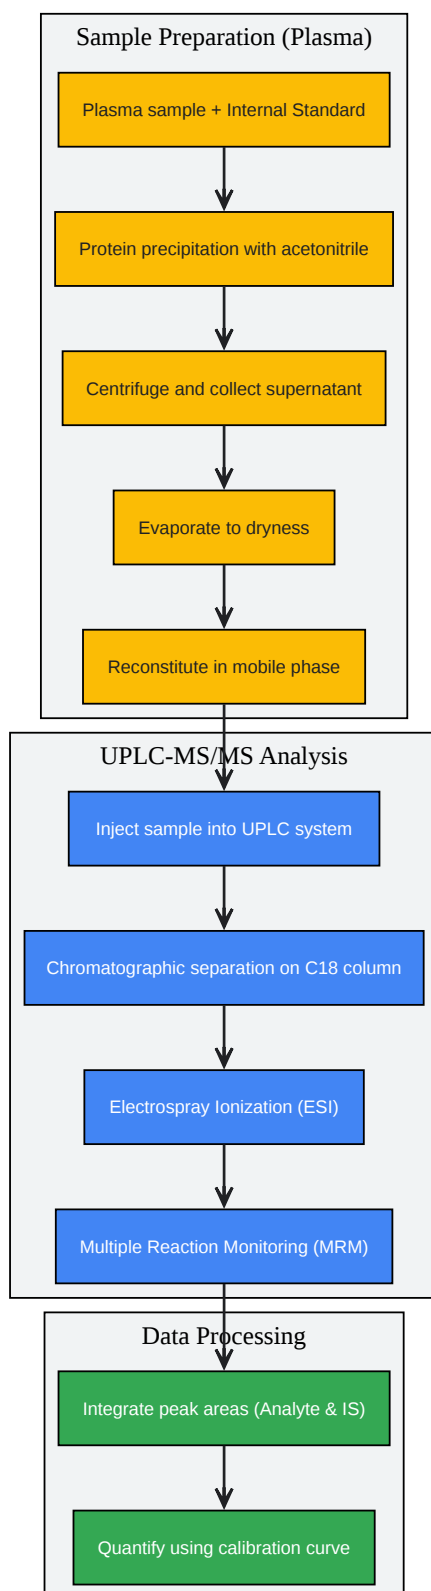 Sample Preparation (Plasma)
Plasma sample + Internal Standard
Protein precipitation with acetonitrile
Centrifuge and collect supernatant
Evaporate to dryness
Reconstitute in mobile phase
UPLC-MS/MS Analysis
Inject sample into UPLC system
Chromatographic separation on C18 column
Electrospray Ionization (ESI)
Multiple Reaction Monitoring (MRM)
Data Processing
Integrate peak areas (Analyte & IS)
Quantify using calibration curve